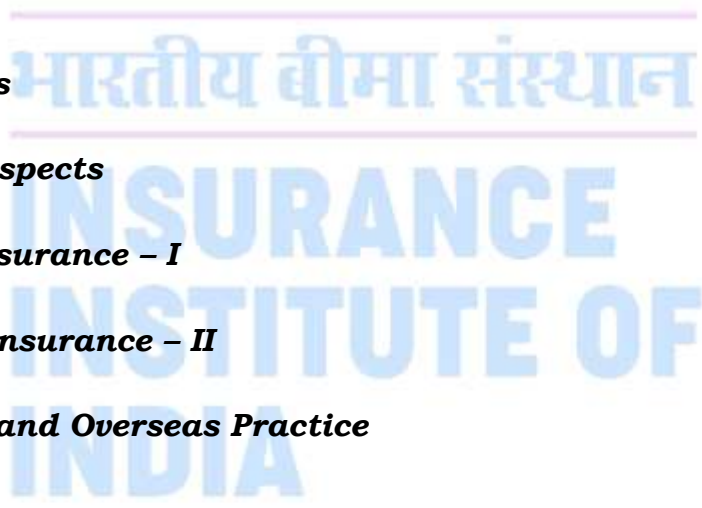 भारतीय बीमा संस्थान
s
spects
INSURANCE
surance – I
INSTITUTE OF
nsurance – II
and Overseas Practice
INDIA